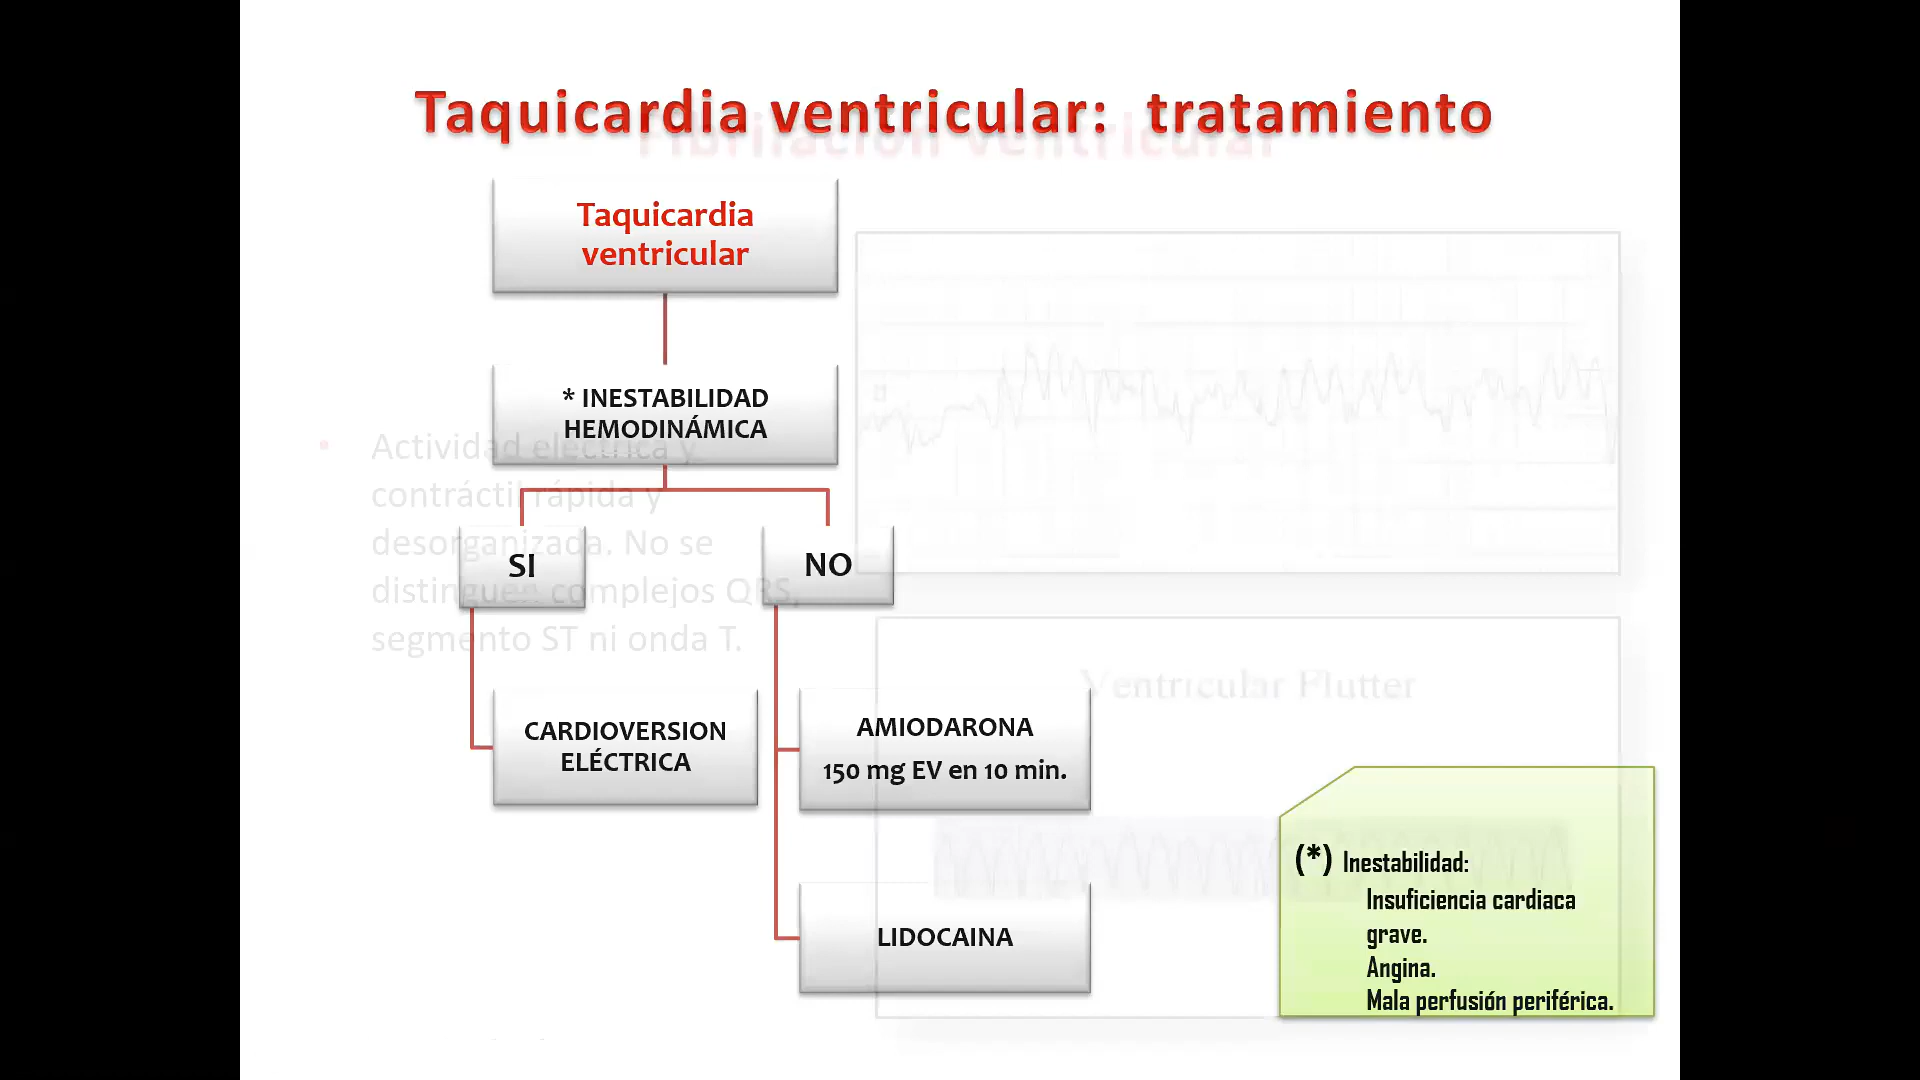 Taquicardia ventricular: tratamiento
Fibrilación ventricular
Taquicardia
ventricular
* INESTABILIDAD
HEMODINÁMICA
• Actividad eléctrica y
contráctil rápida y
desorganizada. No se
distinguen complejos QRS,
segmento ST ni onda T.
SI
NO
CARDIOVERSION
ELÉCTRICA
AMIODARONA
150 mg EV en 10 min.
LIDOCAINA
Ventricular Flutter
(*) Inestabilidad:
Insuficiencia cardiaca
grave.
Angina.
Mala perfusión periférica.